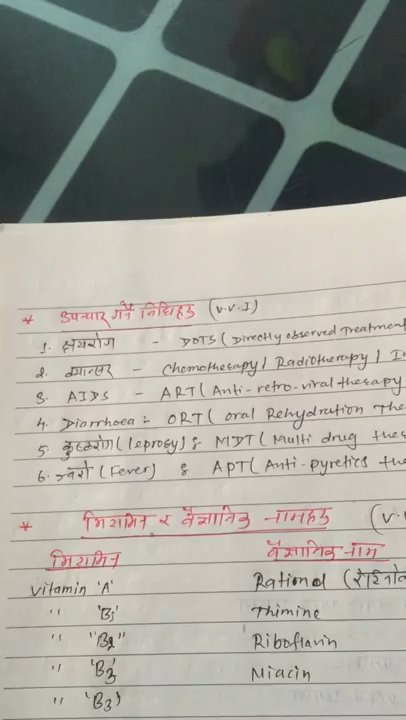 * उपचार गर्ने विधिहरु (V.V.I)
1. क्षयरोग - DOTS (Directly observed Treatment
2. क्यान्सर - Chemotherapy / Radiotherapy /
3. AIDS - ART (Anti-retro-viral therapy
4. Diarrhoea :- ORT (oral Rehydration The
5. कुष्ठरोग (leprosy) :- MDT (Multi drug the
6. ज्वरो (Fever) :- APT (Anti-pyretics the
* भिटामिन र वैज्ञानिक नामहरु (V.
भिटामिन वैज्ञानिक नाम
Vitamin 'A' Rationol
" 'B1' Thimine
" "B2" Riboflavin
" 'B3' Niacin
" 'B3'